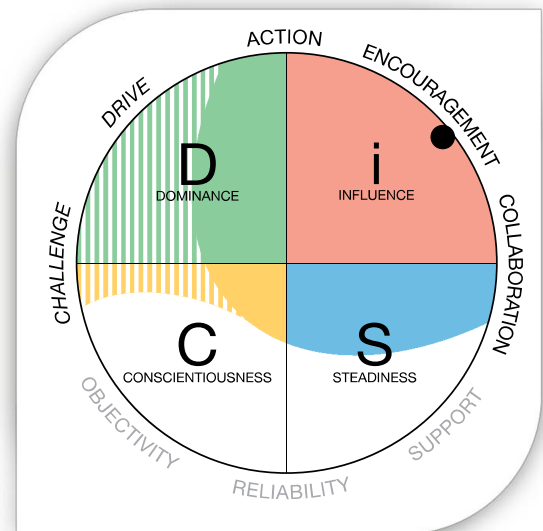 ACTION
DRIVE
ENCOURAGEMENT
D
DOMINANCE
i
INFLUENCE
CHALLENGE
COLLABORATION
C
CONSCIENTIOUSNESS
S
STEADINESS
OBJECTIVITY
SUPPORT
RELIABILITY